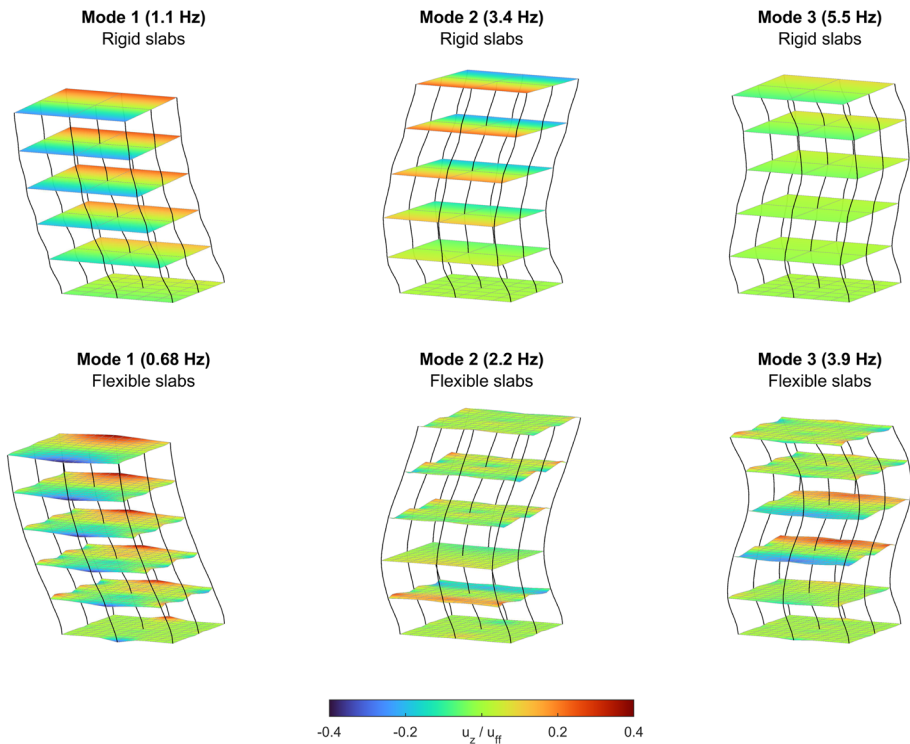 Mode 1 (1.1 Hz)
Rigid slabs
Mode 2 (3.4 Hz)
Rigid slabs
Mode 3 (5.5 Hz)
Rigid slabs
Mode 1 (0.68 Hz)
Flexible slabs
Mode 2 (2.2 Hz)
Flexible slabs
Mode 3 (3.9 Hz)
Flexible slabs
-0.4 -0.2 u_z / u_ff 0.2 0.4